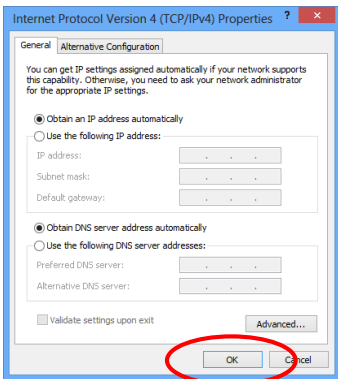 Internet Protocol Version 4 (TCP/IPv4) Properties ? ×
General Alternative Configuration
You can get IP settings assigned automatically if your network supports
this capability. Otherwise, you need to ask your network administrator
for the appropriate IP settings.
Obtain an IP address automatically
Use the following IP address:
IP address: . . .
Subnet mask: . . .
Default gateway: . . .
Obtain DNS server address automatically
Use the following DNS server addresses:
Preferred DNS server: . . .
Alternative DNS server: . . .
Validate settings upon exit
Advanced...
OK Cancel